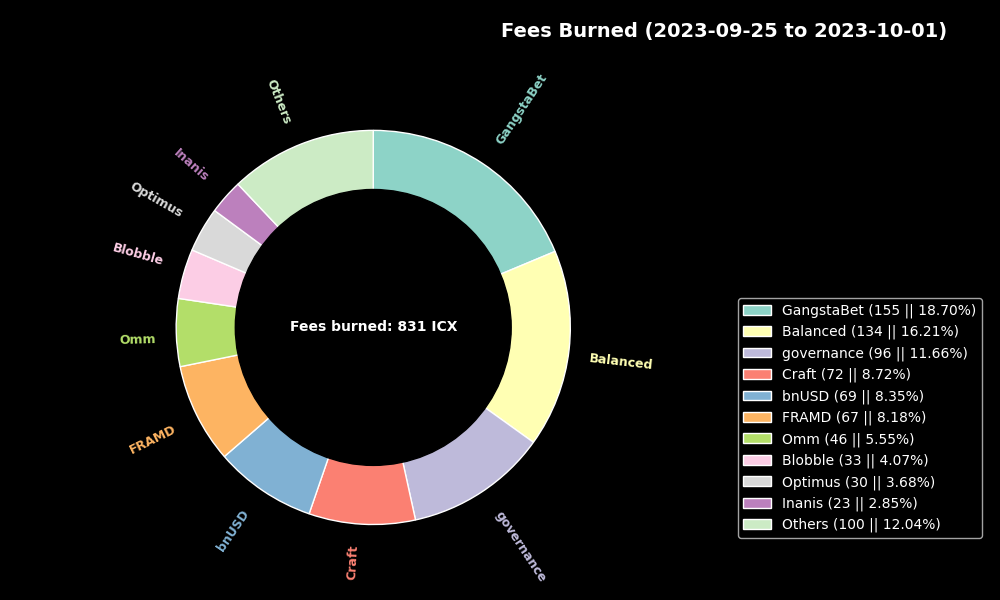 Fees Burned (2023-09-25 to 2023-10-01)
GangstaBet
Others
Inanis
Optimus
Blobble
Omm
FRAMD
bnUSD
Craft
governance
Balanced
Fees burned: 831 ICX
GangstaBet (155 || 18.70%)
Balanced (134 || 16.21%)
governance (96 || 11.66%)
Craft (72 || 8.72%)
bnUSD (69 || 8.35%)
FRAMD (67 || 8.18%)
Omm (46 || 5.55%)
Blobble (33 || 4.07%)
Optimus (30 || 3.68%)
Inanis (23 || 2.85%)
Others (100 || 12.04%)